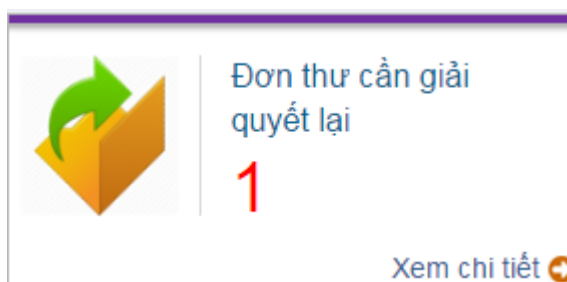 Đơn thư cần giải
quyết lại
1
Xem chi tiết